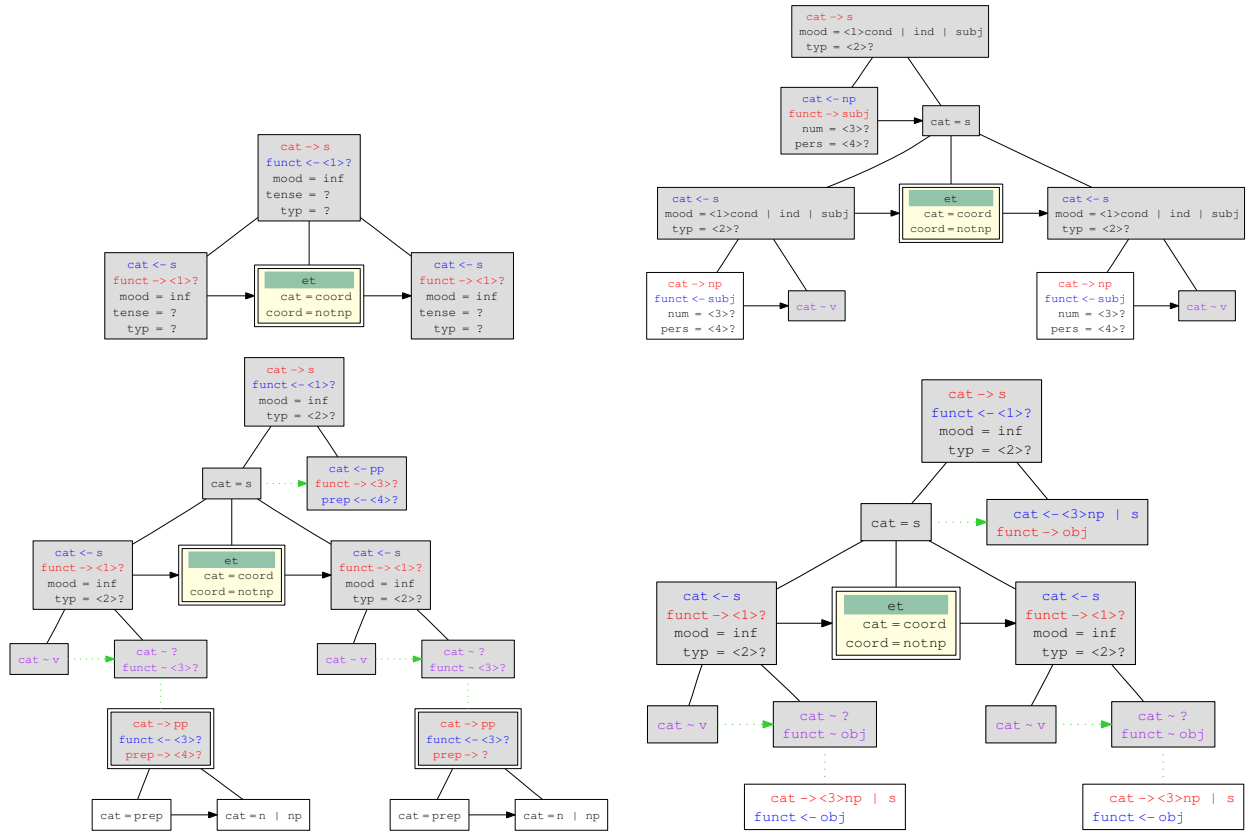 cat -> s
funct <- <1>?
mood = inf
tense = ?
typ = ?
cat <- s
funct -> <1>?
mood = inf
tense = ?
typ = ?
et
cat = coord
coord = notnp
cat <- s
funct -> <1>?
mood = inf
tense = ?
typ = ?
cat -> s
mood = <1>cond | ind | subj
typ = <2>?
cat <- np
funct -> subj
num = <3>?
pers = <4>?
cat = s
cat <- s
mood = <1>cond | ind | subj
typ = <2>?
et
cat = coord
coord = notnp
cat <- s
mood = <1>cond | ind | subj
typ = <2>?
cat -> np
funct <- subj
num = <3>?
pers = <4>?
cat ~ v
cat -> np
funct <- subj
num = <3>?
pers = <4>?
cat ~ v
cat -> s
funct <- <1>?
mood = inf
typ = <2>?
cat = s
cat <- pp
funct -> <3>?
prep <- <4>?
cat <- s
funct -> <1>?
mood = inf
typ = <2>?
et
cat = coord
coord = notnp
cat <- s
funct -> <1>?
mood = inf
typ = <2>?
cat ~ v
cat ~ ?
funct ~ <3>?
cat ~ v
cat ~ ?
funct ~ <3>?
cat -> pp
funct <- <3>?
prep -> <4>?
cat -> pp
funct <- <3>?
prep -> ?
cat = prep
cat = n | np
cat = prep
cat = n | np
cat -> s
funct <- <1>?
mood = inf
typ = <2>?
cat = s
cat <- <3>np | s
funct -> obj
cat <- s
funct -> <1>?
mood = inf
typ = <2>?
et
cat = coord
coord = notnp
cat <- s
funct -> <1>?
mood = inf
typ = <2>?
cat ~ v
cat ~ ?
funct ~ obj
cat ~ v
cat ~ ?
funct ~ obj
cat -> <3>np | s
funct <- obj
cat -> <3>np | s
funct <- obj